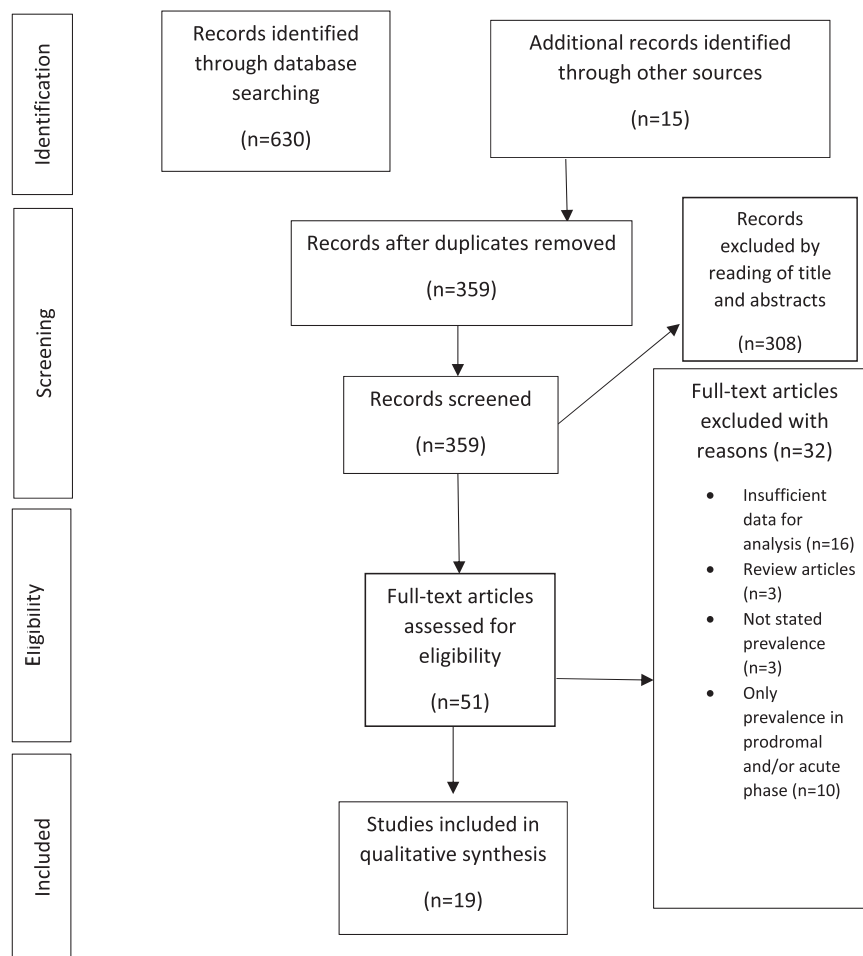 Identification
Records identified
through database
searching
(n=630)
Additional records identified
through other sources
(n=15)
Screening
Records after duplicates removed
(n=359)
Records
excluded by
reading of title
and abstracts
(n=308)
Records screened
(n=359)
Eligibility
Full-text articles
assessed for
eligibility
(n=51)
Full-text articles
excluded with
reasons (n=32)
• Insufficient
data for
analysis (n=16)
• Review articles
(n=3)
• Not stated
prevalence
(n=3)
• Only
prevalence in
prodromal
and/or acute
phase (n=10)
Included
Studies included in
qualitative synthesis
(n=19)